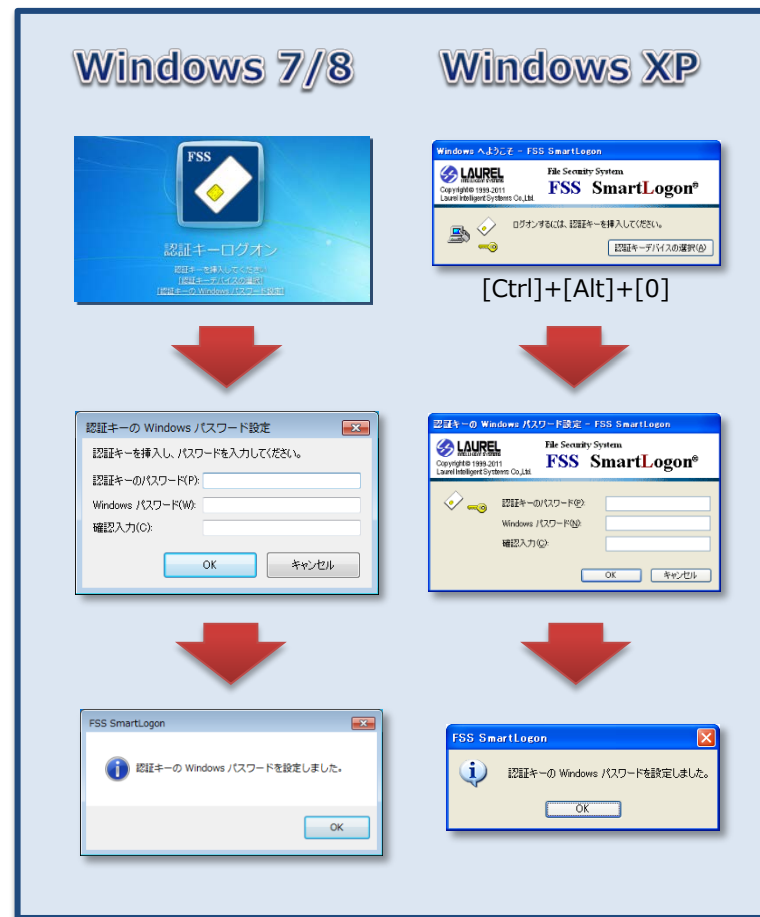 Windows 7/8
FSS
認証キーログオン
認証キーを挿入してください
[認証キーデバイスの選択]
[認証キーの Windows パスワード設定]
認証キーの Windows パスワード設定
認証キーを挿入し、パスワードを入力してください。
認証キーのパスワード(P):
Windows パスワード(W):
確認入力(C):
OK
キャンセル
FSS SmartLogon
認証キーの Windows パスワードを設定しました。
OK
Windows XP
Windows へようこそ - FSS SmartLogon
LAUREL
INTELLIGENT SYSTEMS
Copyright© 1999-2011
Laurel Intelligent Systems Co.,Ltd.
File Security System
FSS SmartLogon®
ログオンするには、認証キーを挿入してください。
認証キーデバイスの選択(A)
[Ctrl]+[Alt]+[0]
認証キーの Windows パスワード設定 - FSS SmartLogon
LAUREL
INTELLIGENT SYSTEMS
Copyright© 1999-2011
Laurel Intelligent Systems Co.,Ltd.
File Security System
FSS SmartLogon®
認証キーのパスワード(P):
Windows パスワード(N):
確認入力(C):
OK
キャンセル
FSS SmartLogon
認証キーの Windows パスワードを設定しました。
OK